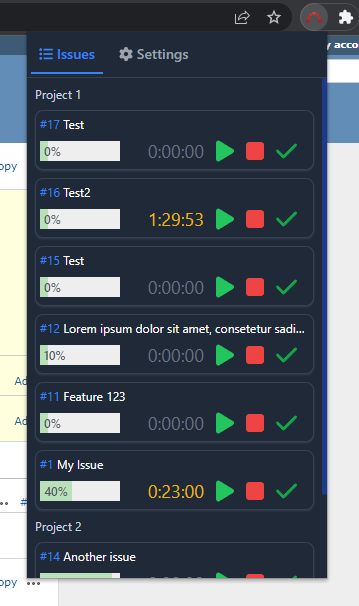 y acco
Issues Settings
Project 1
#17 Test
0% 0:00:00
#16 Test2
0% 1:29:53
#15 Test
0% 0:00:00
#12 Lorem ipsum dolor sit amet, consetetur sadi...
10% 0:00:00
#11 Feature 123
0% 0:00:00
#1 My Issue
40% 0:23:00
Project 2
#14 Another issue
opy
Ad
Ad
#
opy